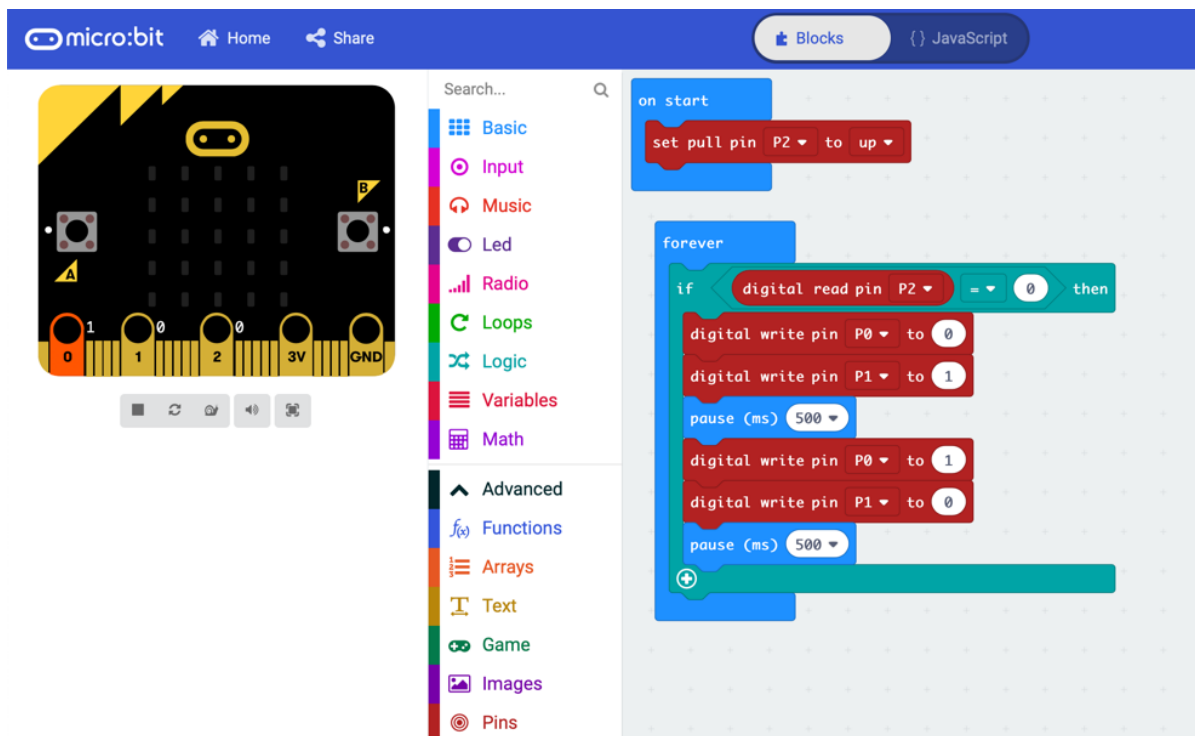 micro:bit Home Share Blocks {} JavaScript
B
A
1 0 0
0 1 2 3V GND
Search...
Basic
Input
Music
Led
Radio
Loops
Logic
Variables
Math
Advanced
f(x) Functions
1 2 3 Arrays
T Text
Game
Images
Pins
on start
set pull pin P2 to up
forever
if digital read pin P2 = 0 then
digital write pin P0 to 0
digital write pin P1 to 1
pause (ms) 500
digital write pin P0 to 1
digital write pin P1 to 0
pause (ms) 500